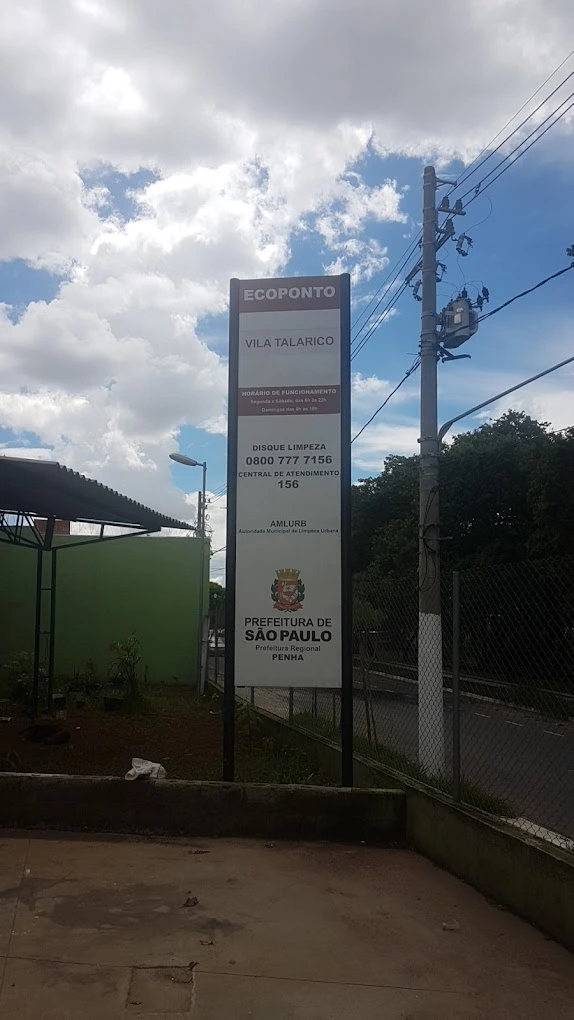 ECOPONTO
VILA TALARICO
HORÁRIO DE FUNCIONAMENTO
Segunda a Sábado, das 6h às 22h
Domingos das 6h às 18h
DISQUE LIMPEZA
0800 777 7156
CENTRAL DE ATENDIMENTO
156
AMLURB
Autoridade Municipal de Limpeza Urbana
PREFEITURA DE
SÃO PAULO
Prefeitura Regional
PENHA